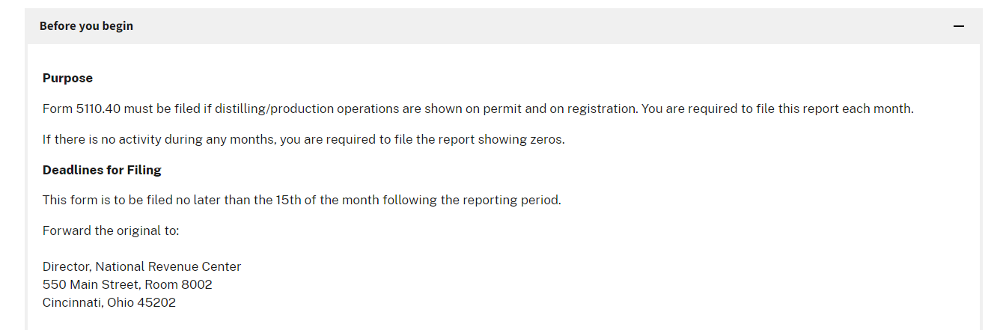 Before you begin
Purpose
Form 5110.40 must be filed if distilling/production operations are shown on permit and on registration. You are required to file this report each month.
If there is no activity during any months, you are required to file the report showing zeros.
Deadlines for Filing
This form is to be filed no later than the 15th of the month following the reporting period.
Forward the original to:
Director, National Revenue Center
550 Main Street, Room 8002
Cincinnati, Ohio 45202